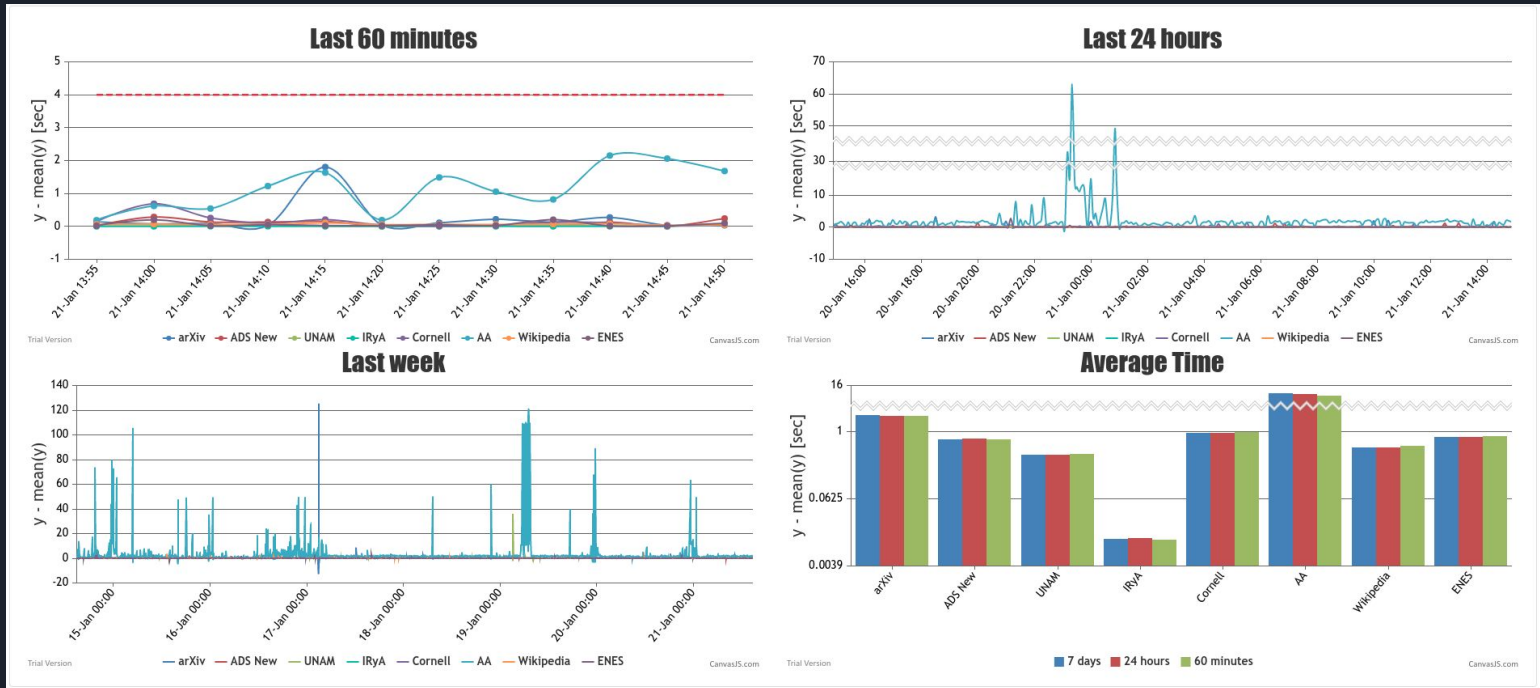 Last 60 minutes
y - mean(y) [sec]
5
4
3
2
1
0
-1
21-Jan 13:55
21-Jan 14:00
21-Jan 14:05
21-Jan 14:10
21-Jan 14:15
21-Jan 14:20
21-Jan 14:25
21-Jan 14:30
21-Jan 14:35
21-Jan 14:40
21-Jan 14:45
21-Jan 14:50
arXiv ADS New UNAM IRyA Cornell AA Wikipedia ENES
Trial Version
CanvasJS.com
Last 24 hours
y - mean(y) [sec]
70
60
50
30
10
0
-10
20-Jan 16:00
20-Jan 18:00
20-Jan 20:00
20-Jan 22:00
21-Jan 00:00
21-Jan 02:00
21-Jan 04:00
21-Jan 06:00
21-Jan 08:00
21-Jan 10:00
21-Jan 12:00
21-Jan 14:00
arXiv ADS New UNAM IRyA Cornell AA Wikipedia ENES
Trial Version
CanvasJS.com
Last week
y - mean(y)
140
120
100
80
60
40
20
0
-20
15-Jan 00:00
16-Jan 00:00
17-Jan 00:00
18-Jan 00:00
19-Jan 00:00
20-Jan 00:00
21-Jan 00:00
arXiv ADS New UNAM IRyA Cornell AA Wikipedia ENES
Trial Version
CanvasJS.com
Average Time
y - mean(y) [sec]
16
1
0.0625
0.0039
arXiv
ADS New
UNAM
IRyA
Cornell
AA
Wikipedia
ENES
7 days 24 hours 60 minutes
Trial Version
CanvasJS.com